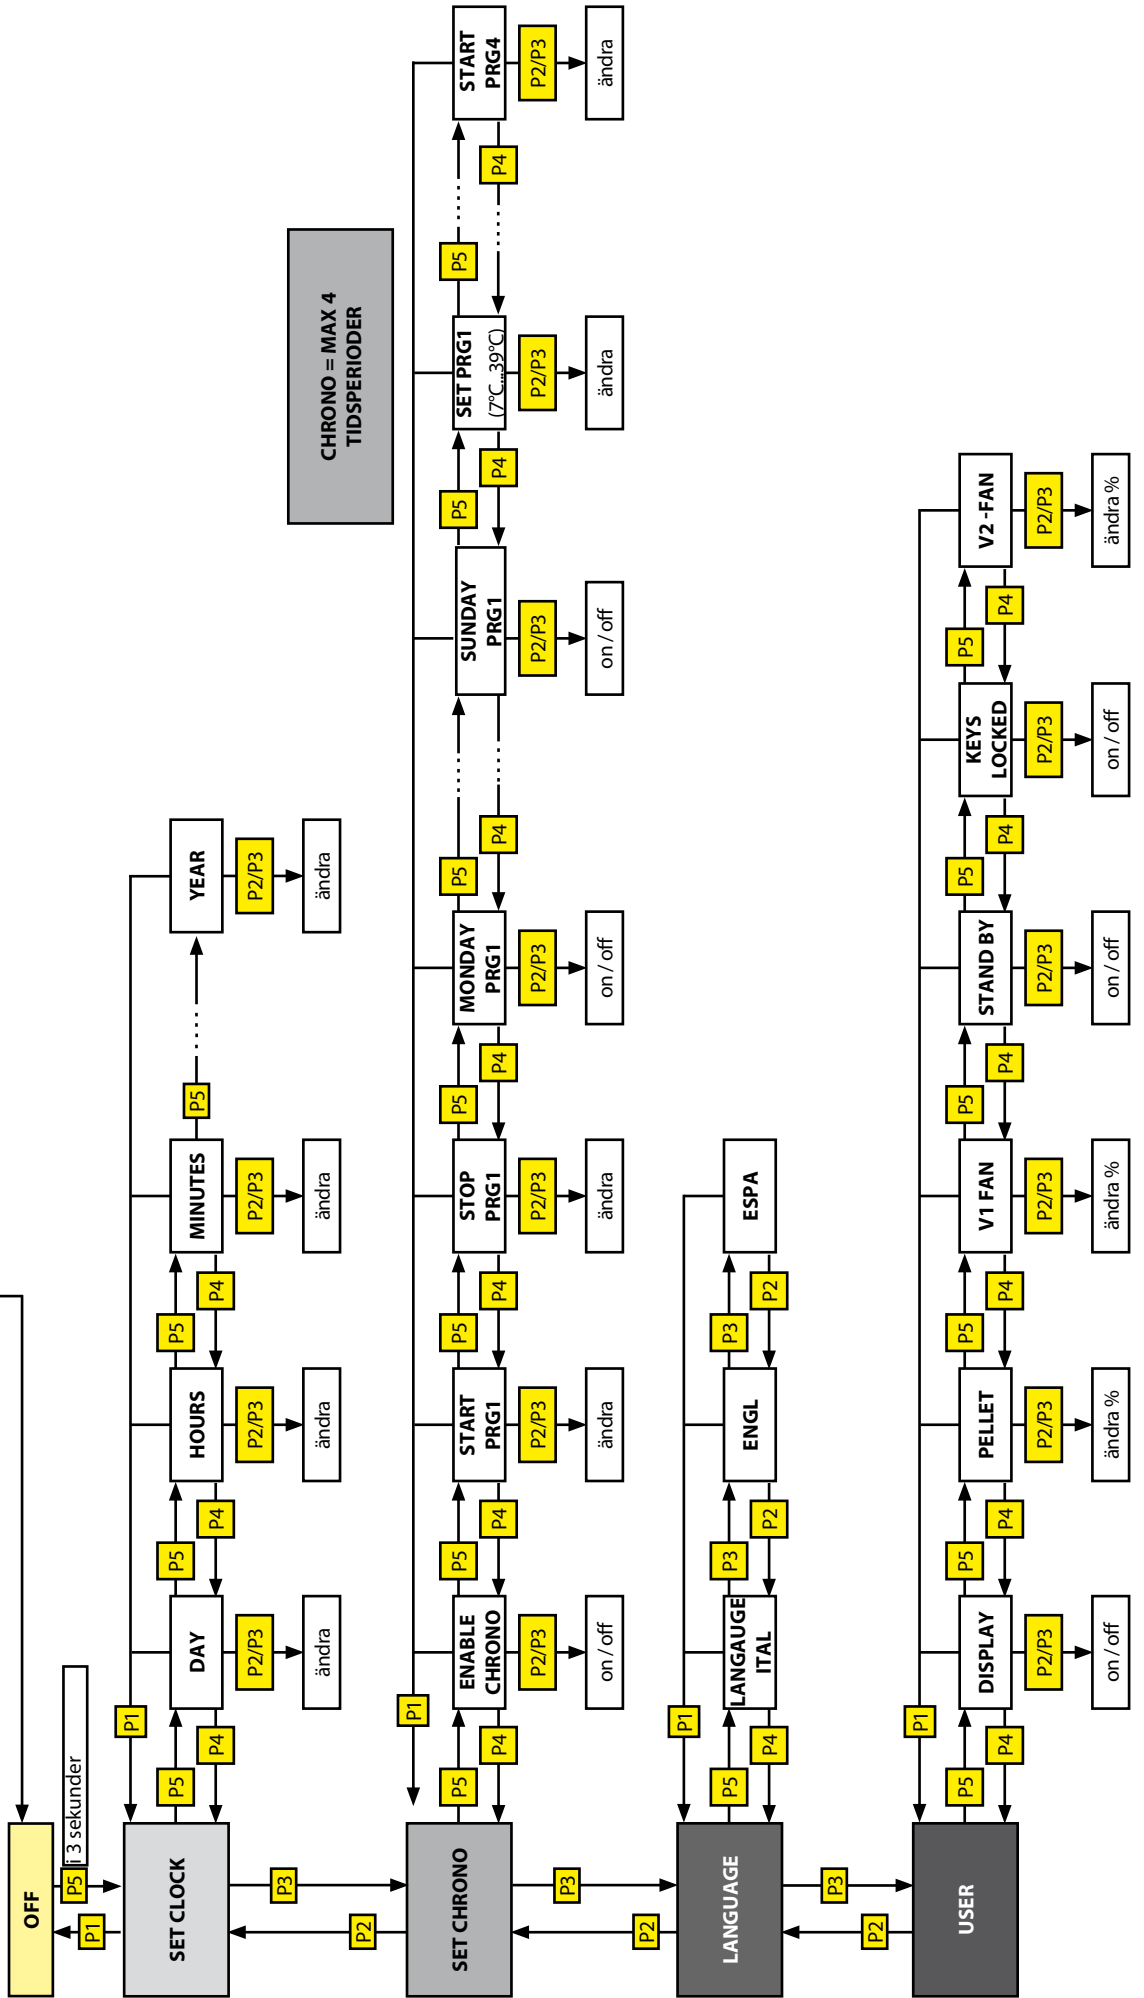 OFF
P1
P5
i 3 sekunder
SET CLOCK
P1
P5
P4
DAY
P2/P3
ändra
P5
P4
HOURS
P2/P3
ändra
P5
P4
MINUTES
P2/P3
ändra
P5
YEAR
P2/P3
ändra
P2
P3
CHRONO = MAX 4
TIDSPERIODER
SET CHRONO
P1
P5
P4
ENABLE
CHRONO
P2/P3
on / off
P5
P4
START
PRG1
P2/P3
ändra
P5
P4
STOP
PRG1
P2/P3
ändra
P5
P4
MONDAY
PRG1
P2/P3
on / off
P5
P4
SUNDAY
PRG1
P2/P3
on / off
P5
P4
SET PRG1
(7°C...39°C)
P2/P3
ändra
P5
P4
START
PRG4
P2/P3
ändra
P2
P3
LANGUAGE
P1
P5
P4
LANGAUGE
ITAL
P3
P2
ENGL
P3
P2
ESPA
P2
P3
USER
P1
P5
P4
DISPLAY
P2/P3
on / off
P5
P4
PELLET
P2/P3
ändra %
P5
P4
V1 FAN
P2/P3
ändra %
P5
P4
STAND BY
P2/P3
on / off
P5
P4
KEYS
LOCKED
P2/P3
on / off
P5
P4
V2 -FAN
P2/P3
ändra %